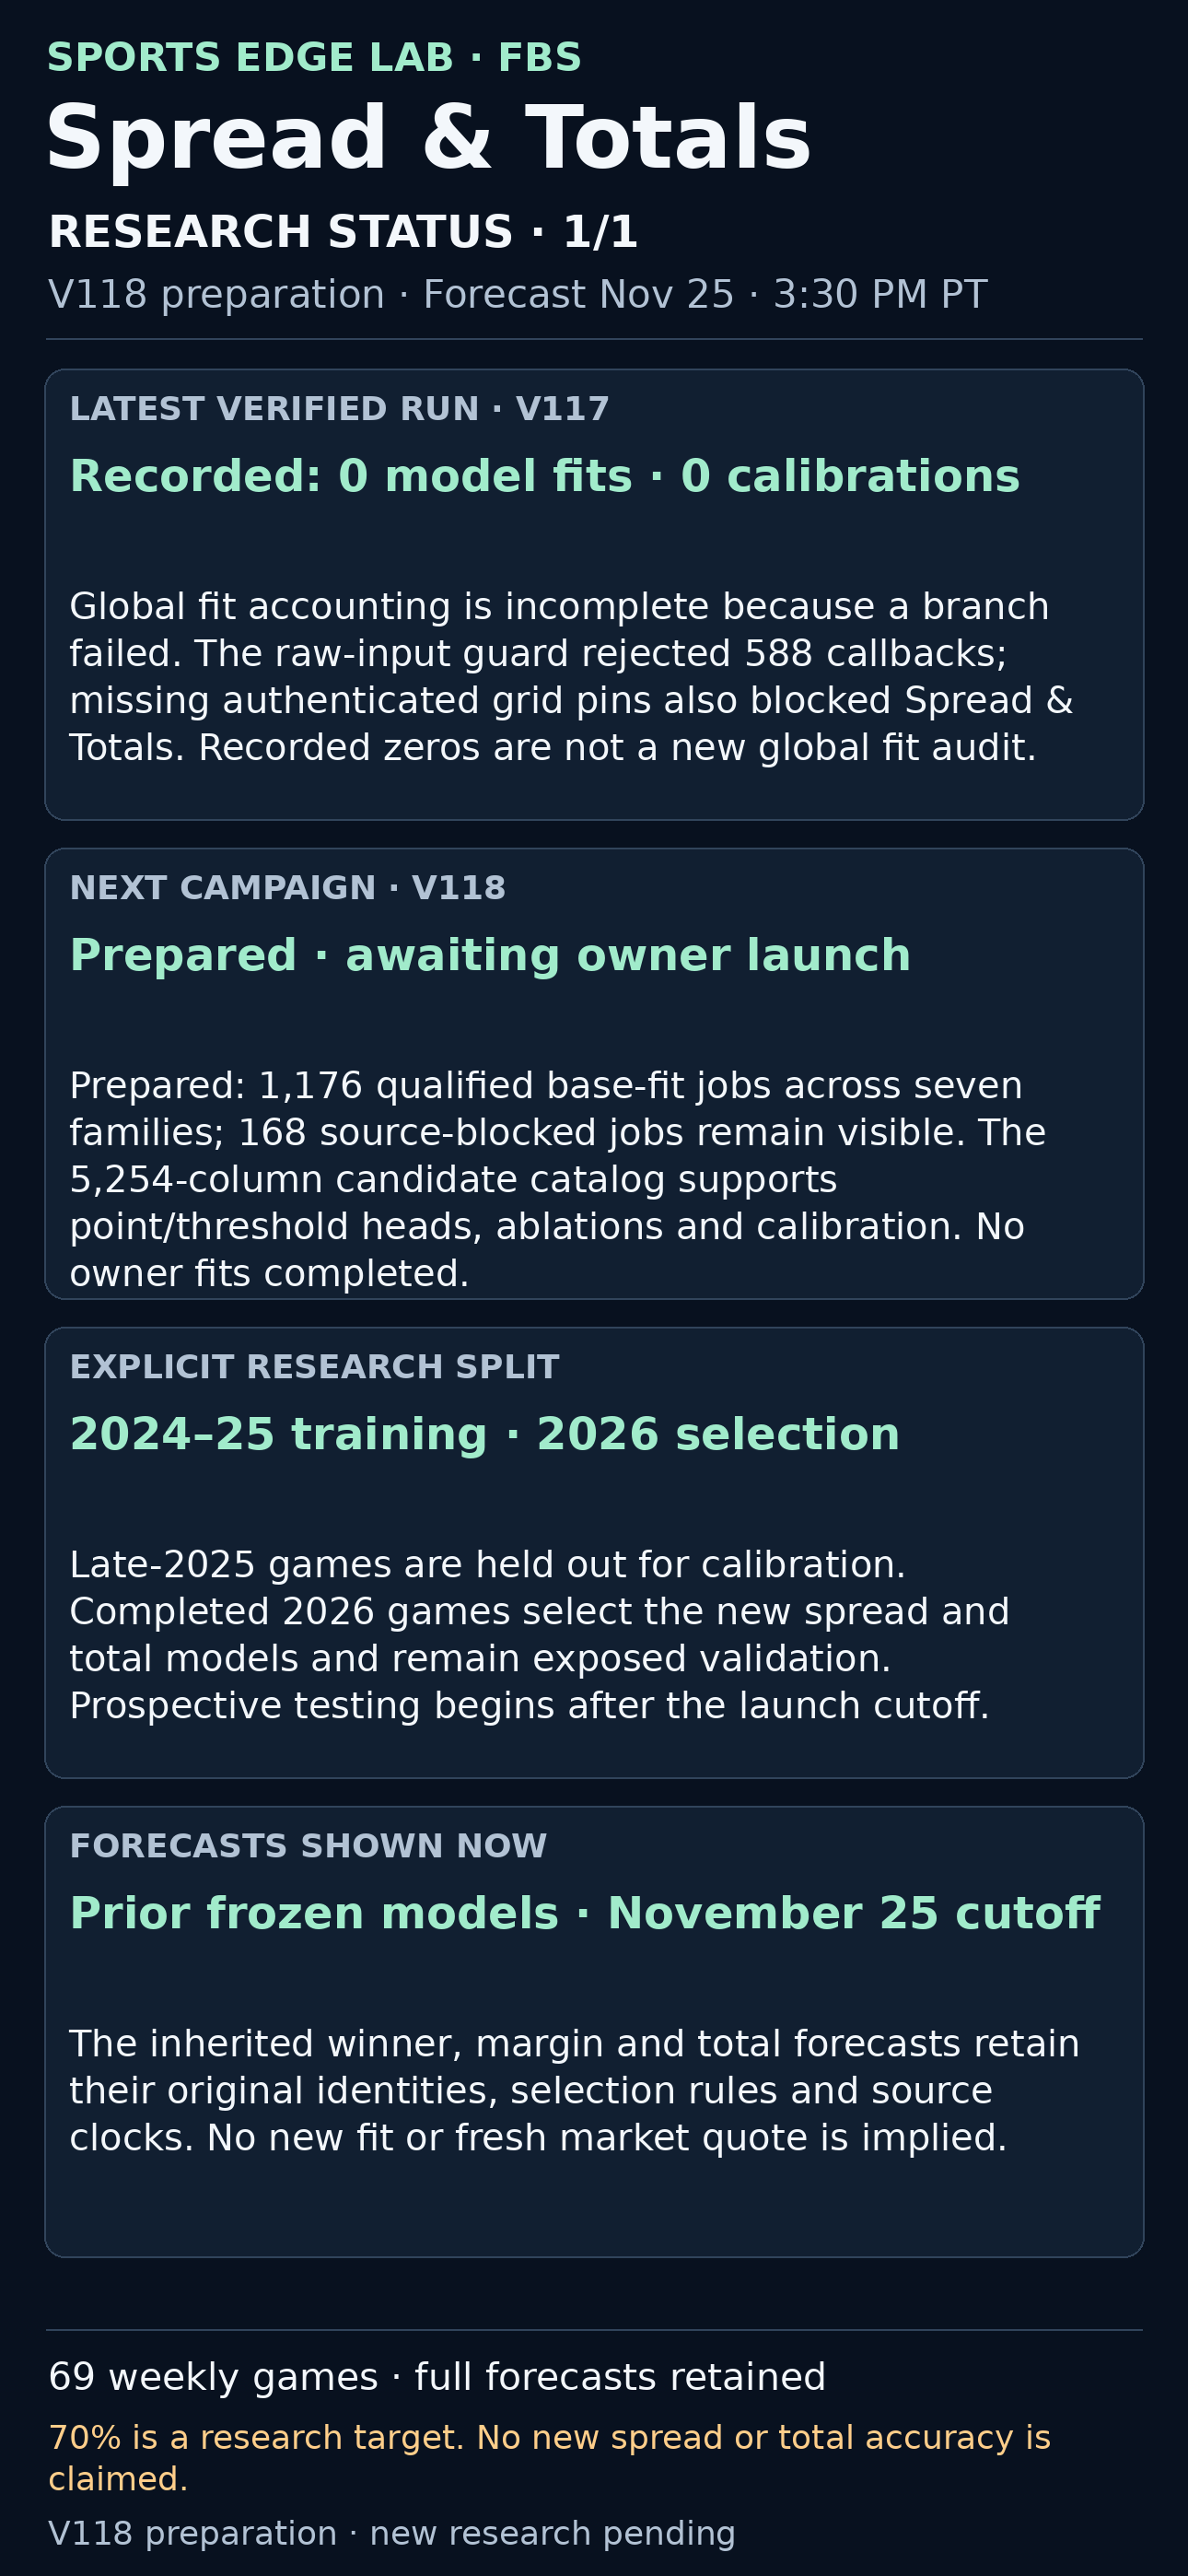 SPORTS EDGE LAB · FBS
Spread & Totals
RESEARCH STATUS · 1/1
V118 preparation · Forecast Nov 25 · 3:30 PM PT
LATEST VERIFIED RUN · V117
Recorded: 0 model fits · 0 calibrations
Global fit accounting is incomplete because a branch
failed. The raw-input guard rejected 588 callbacks;
missing authenticated grid pins also blocked Spread &
Totals. Recorded zeros are not a new global fit audit.
NEXT CAMPAIGN · V118
Prepared · awaiting owner launch
Prepared: 1,176 qualified base-fit jobs across seven
families; 168 source-blocked jobs remain visible. The
5,254-column candidate catalog supports
point/threshold heads, ablations and calibration. No
owner fits completed.
EXPLICIT RESEARCH SPLIT
2024–25 training · 2026 selection
Late-2025 games are held out for calibration.
Completed 2026 games select the new spread and
total models and remain exposed validation.
Prospective testing begins after the launch cutoff.
FORECASTS SHOWN NOW
Prior frozen models · November 25 cutoff
The inherited winner, margin and total forecasts retain
their original identities, selection rules and source
clocks. No new fit or fresh market quote is implied.
69 weekly games · full forecasts retained
70% is a research target. No new spread or total accuracy is
claimed.
V118 preparation · new research pending